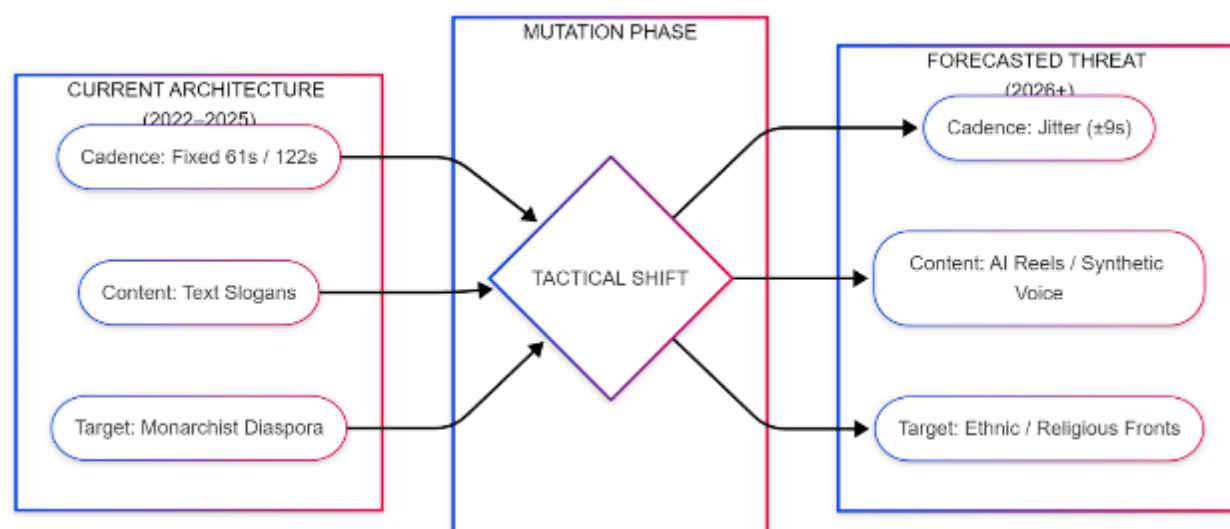 CURRENT ARCHITECTURE
(2022–2025)
Cadence: Fixed 61s / 122s
Content: Text Slogans
Target: Monarchist Diaspora
MUTATION PHASE
TACTICAL SHIFT
FORECASTED THREAT
(2026+)
Cadence: Jitter (±9s)
Content: AI Reels / Synthetic
Voice
Target: Ethnic / Religious Fronts